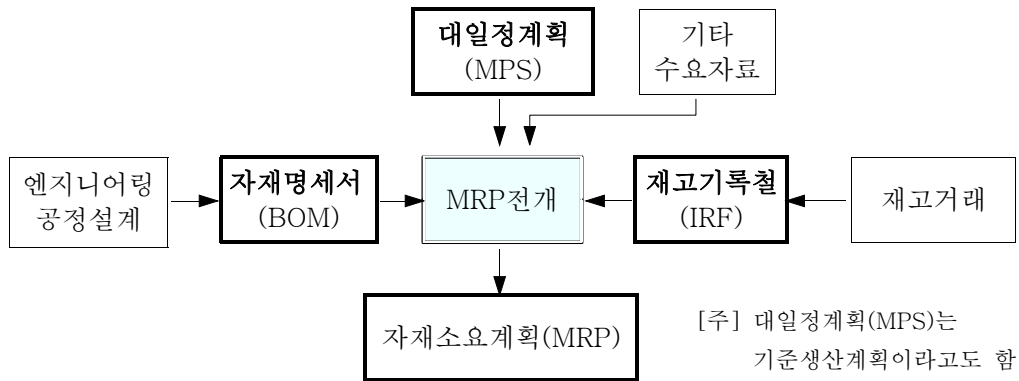 대일정계획
(MPS)
기타
수요자료
엔지니어링
공정설계
자재명세서
(BOM)
MRP전개
재고기록철
(IRF)
재고거래
자재소요계획(MRP)
[주] 대일정계획(MPS)는
기준생산계획이라고도 함